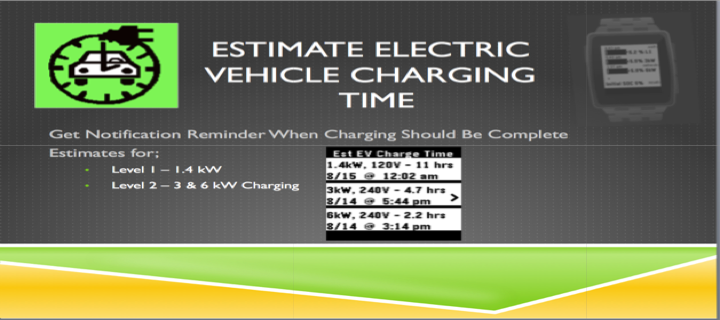 ESTIMATE ELECTRIC
VEHICLE CHARGING
TIME
Get Notification Reminder When Charging Should Be Complete
Estimates for;
Level 1 – 1.4 kW
Level 2 – 3 & 6 kW Charging
Est EV Charge Time
1.4kW, 120V - 11 hrs
8/15 @ 12:02 am
3kW, 240V - 4.7 hrs
8/14 @ 5:44 pm
6kW, 240V - 2.2 hrs
8/14 @ 3:14 pm